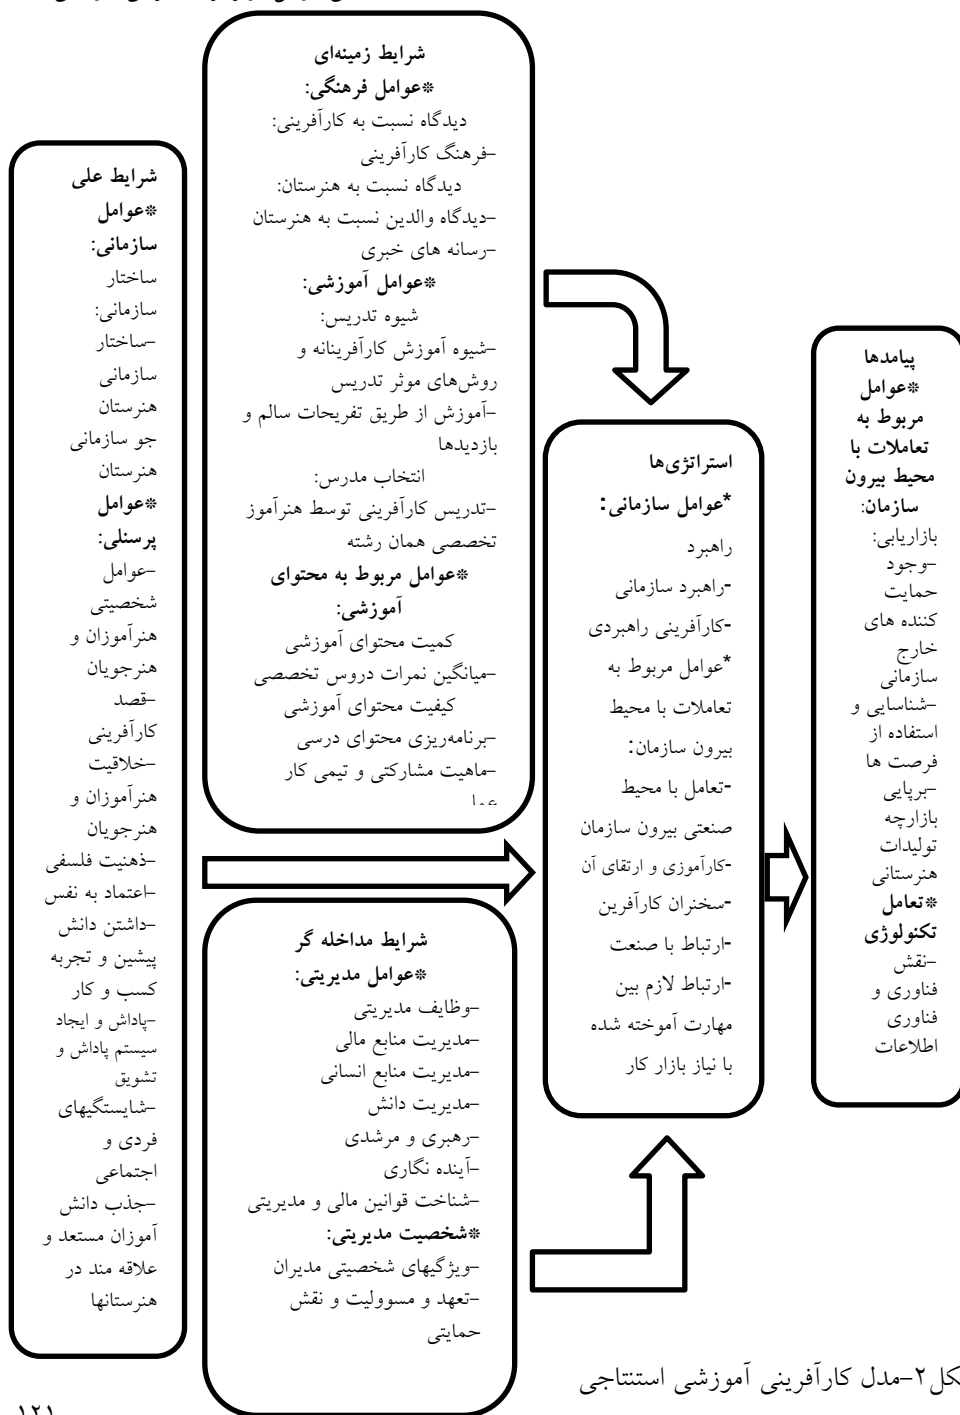 شرایط علی
*عوامل
سازمانی:
ساختار
سازمانی:
-ساختار
سازمانی
هنرستان
جو سازمانی
هنرستان
*عوامل
پرسنلی:
-عوامل
شخصیتی
هنرآموزان و
هنرجویان
-قصد
کارآفرینی
-خلاقیت
هنرآموزان و
هنرجویان
-ذهنیت فلسفی
-اعتماد به نفس
-داشتن دانش
پیشین و تجربه
کسب و کار
-پاداش و ایجاد
سیستم پاداش و
تشویق
-شایستگیهای
فردی و
اجتماعی
-جذب دانش
آموزان مستعد و
علاقه مند در
هنرستانها
شرایط زمینه‌ای
*عوامل فرهنگی:
دیدگاه نسبت به کارآفرینی:
-فرهنگ کارآفرینی
دیدگاه نسبت به هنرستان:
-دیدگاه والدین نسبت به هنرستان
-رسانه های خبری
*عوامل آموزشی:
شیوه تدریس:
-شیوه آموزش کارآفرینانه و
روش‌های موثر تدریس
-آموزش از طریق تفریحات سالم و
بازدیدها
انتخاب مدرس:
-تدریس کارآفرینی توسط هنرآموز
تخصصی همان رشته
*عوامل مربوط به محتوای
آموزشی:
کمیت محتوای آموزشی
-میانگین نمرات دروس تخصصی
کیفیت محتوای آموزشی
-برنامه‌ریزی محتوای درسی
-ماهیت مشارکتی و تیمی کار
شرایط مداخله گر
*عوامل مدیریتی:
-وظایف مدیریتی
-مدیریت منابع مالی
-مدیریت منابع انسانی
-مدیریت دانش
-رهبری و مرشدی
-آینده نگاری
-شناخت قوانین مالی و مدیریتی
*شخصیت مدیریتی:
-ویژگیهای شخصیتی مدیران
-تعهد و مسوولیت و نقش
حمایتی
استراتژی‌ها
*عوامل سازمانی:
راهبرد
-راهبرد سازمانی
-کارآفرینی راهبردی
*عوامل مربوط به
تعاملات با محیط
بیرون سازمان:
-تعامل با محیط
صنعتی بیرون سازمان
-کارآموزی و ارتقای آن
-سخنران کارآفرین
-ارتباط با صنعت
-ارتباط لازم بین
مهارت آموخته شده
با نیاز بازار کار
پیامدها
*عوامل
مربوط به
تعاملات با
محیط بیرون
سازمان:
بازاریابی:
-وجود
حمایت
کننده های
خارج
سازمانی
-شناسایی و
استفاده از
فرصت ها
-برپایی
بازارچه
تولیدات
هنرستانی
*تعامل
تکنولوژی
-نقش
فناوری و
فناوری
اطلاعات
کل۲-مدل کارآفرینی آموزشی استنتاجی
۱۲۱